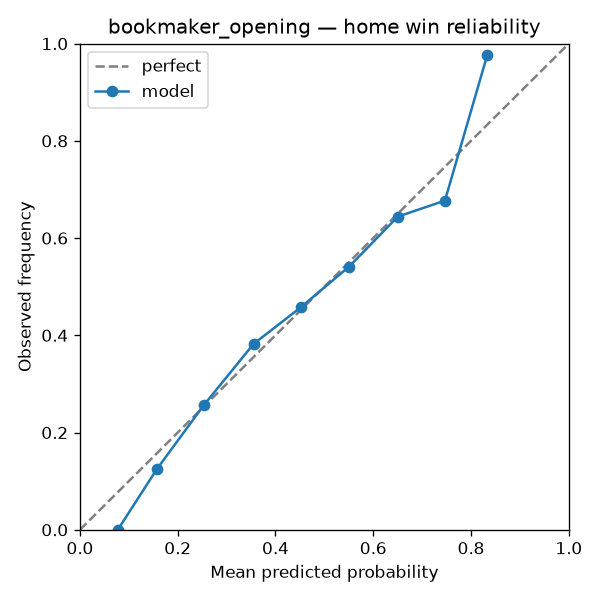 bookmaker_opening — home win reliability
perfect
model
Observed frequency
1.0
0.8
0.6
0.4
0.2
0.0
0.0 0.2 0.4 0.6 0.8 1.0
Mean predicted probability